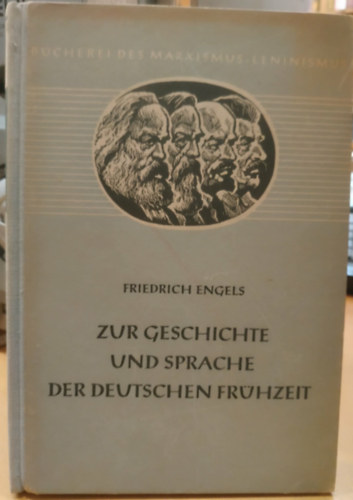 BÜCHEREI DES MARXISMUS-LENINISMUS
FRIEDRICH ENGELS
ZUR GESCHICHTE
UND SPRACHE
DER DEUTSCHEN FRÜHZEIT